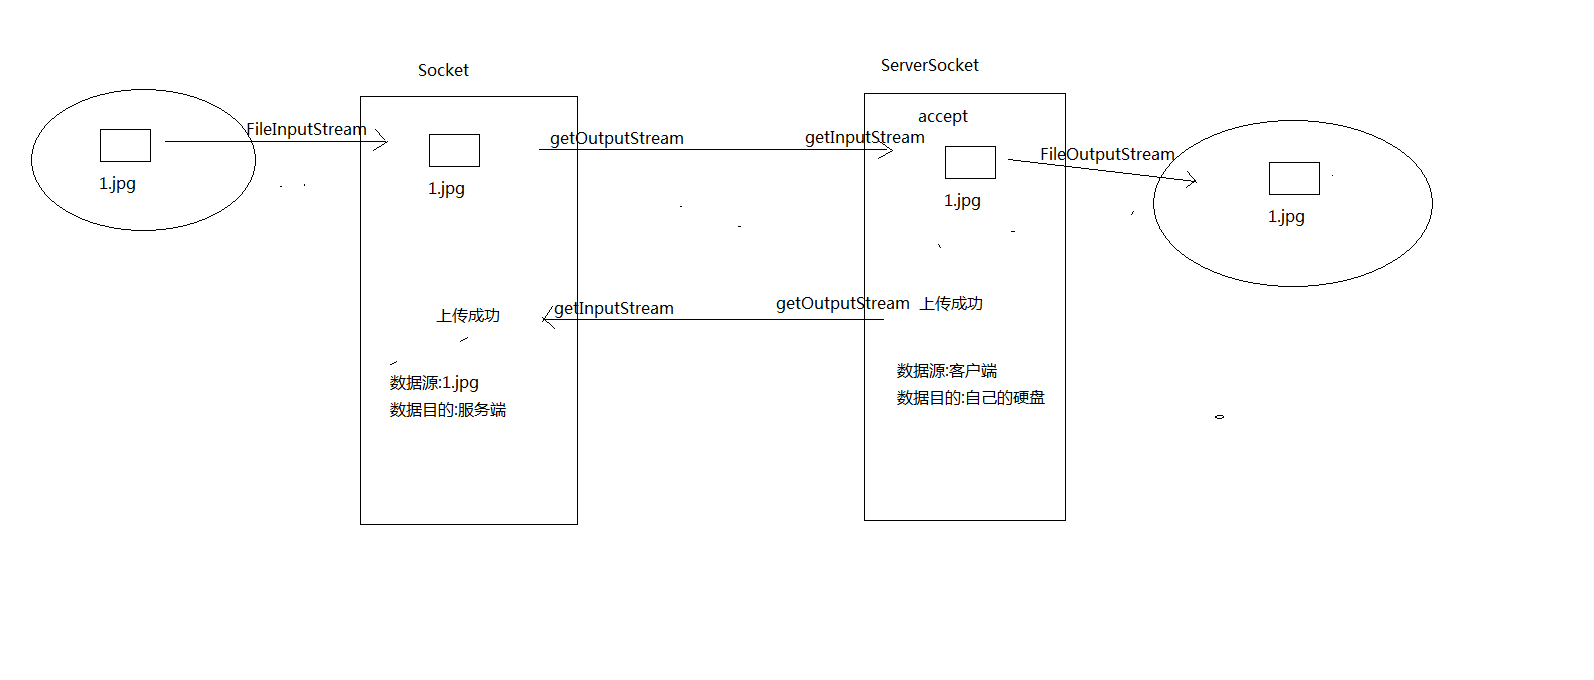 Socket
ServerSocket
accept
FileInputStream
getOutputStream
getInputStream
FileOutputStream
1.jpg
1.jpg
1.jpg
1.jpg
上传成功
getInputStream
getOutputStream
上传成功
数据源:1.jpg
数据目的:服务端
数据源:客户端
数据目的:自己的硬盘